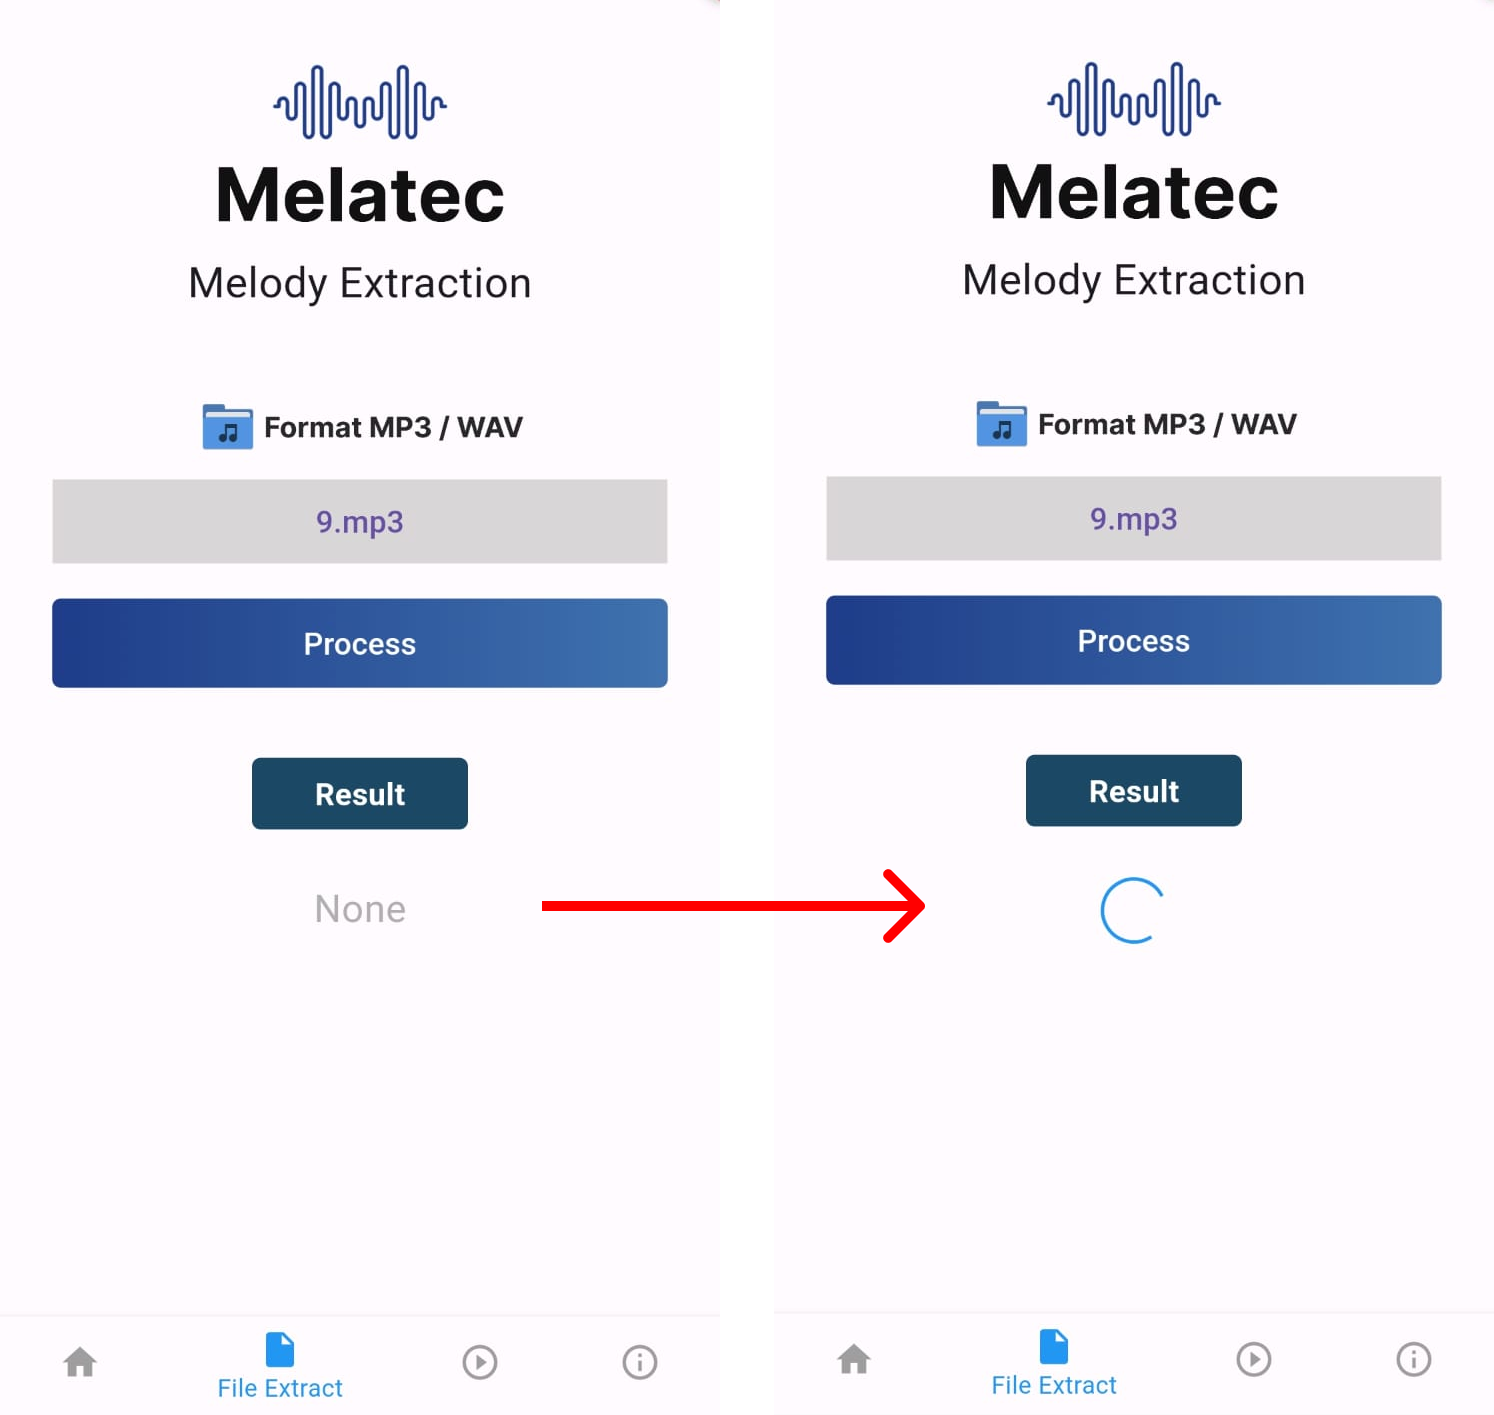 Melatec
Melody Extraction
Format MP3 / WAV
9.mp3
Process
Result
None
File Extract
Melatec
Melody Extraction
Format MP3 / WAV
9.mp3
Process
Result
File Extract